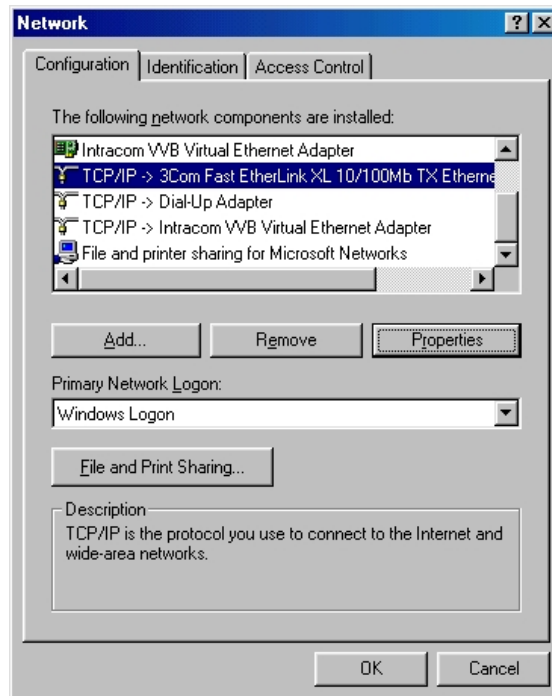 Network
Configuration Identification Access Control
The following network components are installed:
Intracom VVB Virtual Ethernet Adapter
TCP/IP -> 3Com Fast EtherLink XL 10/100Mb TX Etherne
TCP/IP -> Dial-Up Adapter
TCP/IP -> Intracom VVB Virtual Ethernet Adapter
File and printer sharing for Microsoft Networks
Add... Remove Properties
Primary Network Logon:
Windows Logon
File and Print Sharing...
Description
TCP/IP is the protocol you use to connect to the Internet and
wide-area networks.
OK Cancel